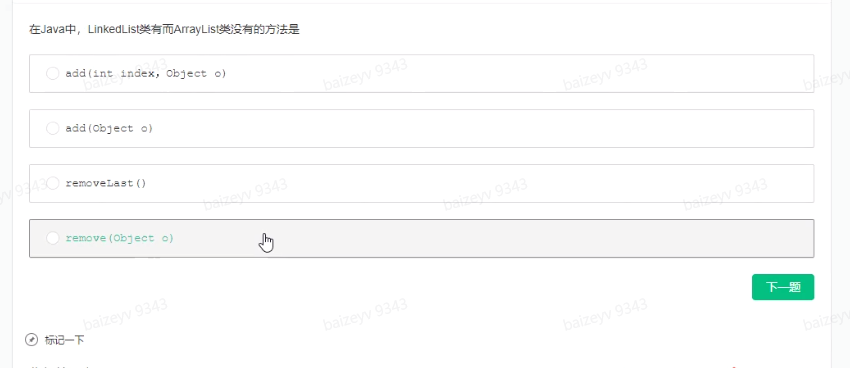 在Java中，LinkedList类有而ArrayList类没有的方法是
add(int index，Object o)
add(Object o)
removeLast()
remove(Object o)
下一题
标记一下
balzeyv 9343
balzeyv 9343
balzeyv 9343
balzeyv 9343
balzeyv 9343
balzeyv 9343
balzeyv 9343
balzeyv 9343
balzeyv 9343